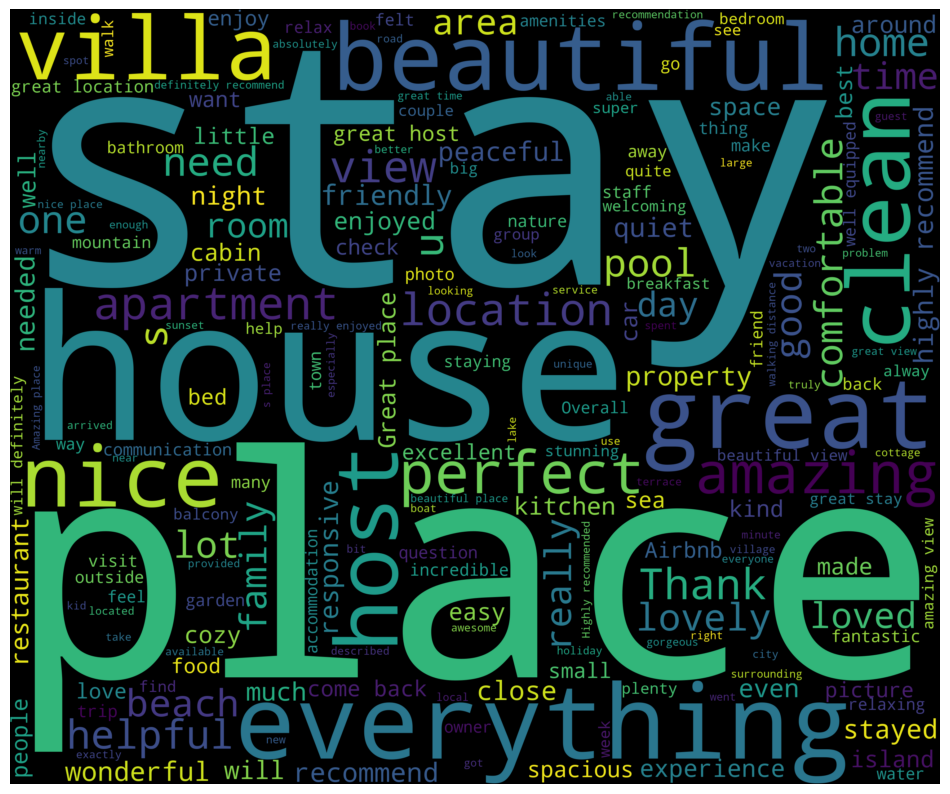 inside
walk
enjoy
relax
book
felt
area
amenities
recommendation
bedroom
see
around
villa
spot
absolutely
road
beautiful
go
home
great location
definitely recommend
want
great time
couple
able
super
space
best
time
nearby
well
bathroom
little
need
stay
great host
better
view
peaceful
big
thing
make
away
quite
large
guest
clean
nice place
one
enough
mountain
night
room
cabin
private
friendly
enjoyed
check
u
nature
group
look
staff
welcoming
quiet
comfortable
well equipped
highly recommend
two
vacation
problem
needed
warm
apartment
s
sunset
help
really enjoyed
photo
looking
location
service
pool
breakfast
day
car
friend
walking distance
good
great view
alway
house
bed
town
especially
s place
Great place
staying
unique
Overall
property
spent
truly
back
Amazing place
arrived
way
near
communication
excellent
stunning
lake
use
great
beautiful view
cottage
amazing
will definitely
nice
many
host
perfect
beautiful place
boat
kitchen
terrace
sea
kind
great stay
restaurant
balcony
provided
lot
family
accommodation
responsive
bit
question
incredible
really
Highly recommended
Airbnb
minute
village
everyone
made
amazing view
visit
outside
feel
kid
located
take
place
garden
available
cozy
food
described
easy
awesome
holiday
small
Thank
lovely
gorgeous
right
city
surrounding
loved
fantastic
people
love
find
trip
beach
much
come back
close
plenty
even
picture
relaxing
helpful
everything
local
owner
went
stayed
exactly
new
wonderful
will
recommend
got
spacious
week
experience
island
water